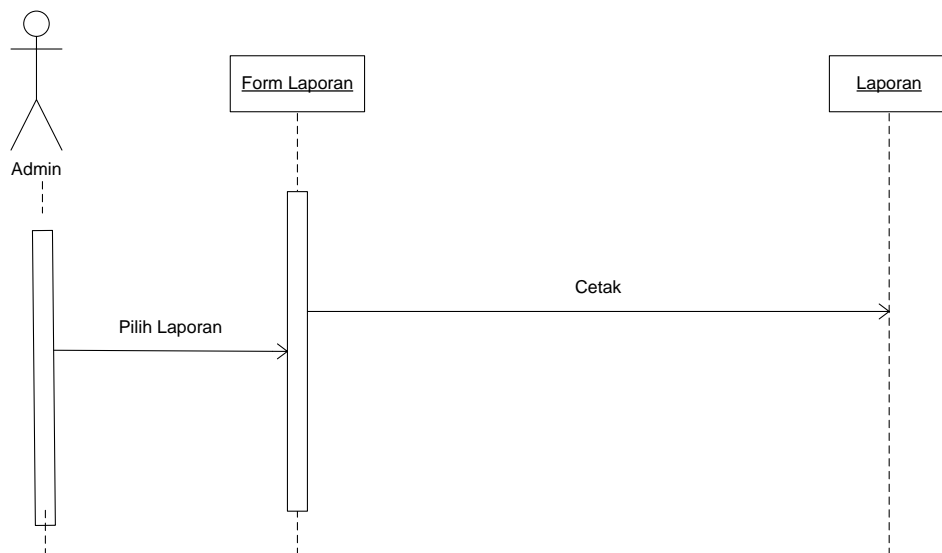 Form Laporan
Laporan
Admin
Cetak
Pilih Laporan